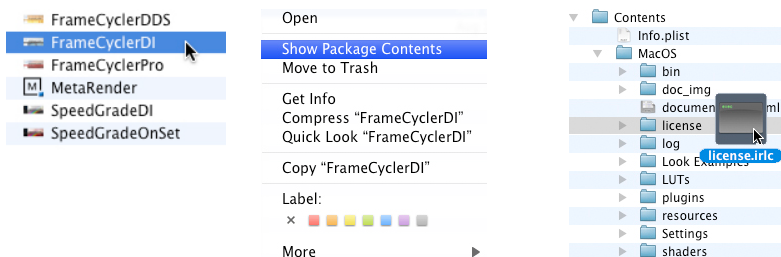 FrameCyclerDDS
FrameCyclerDI
FrameCyclerPro
MetaRender
SpeedGradeDI
SpeedGradeOnSet
Open
Show Package Contents
Move to Trash
Get Info
Compress “FrameCyclerDI”
Quick Look “FrameCyclerDI”
Copy “FrameCyclerDI”
Label:
More
Contents
Info.plist
MacOS
bin
doc_img
license
log
license.irlc
Look
LUTs
plugins
resources
Settings
shaders